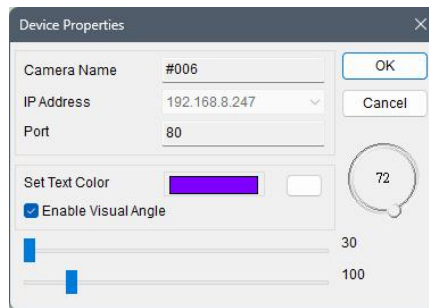 Device Properties
Camera Name #006 OK
IP Address 192.168.8.247 Cancel
Port 80
Set Text Color 72
Enable Visual Angle
30
100